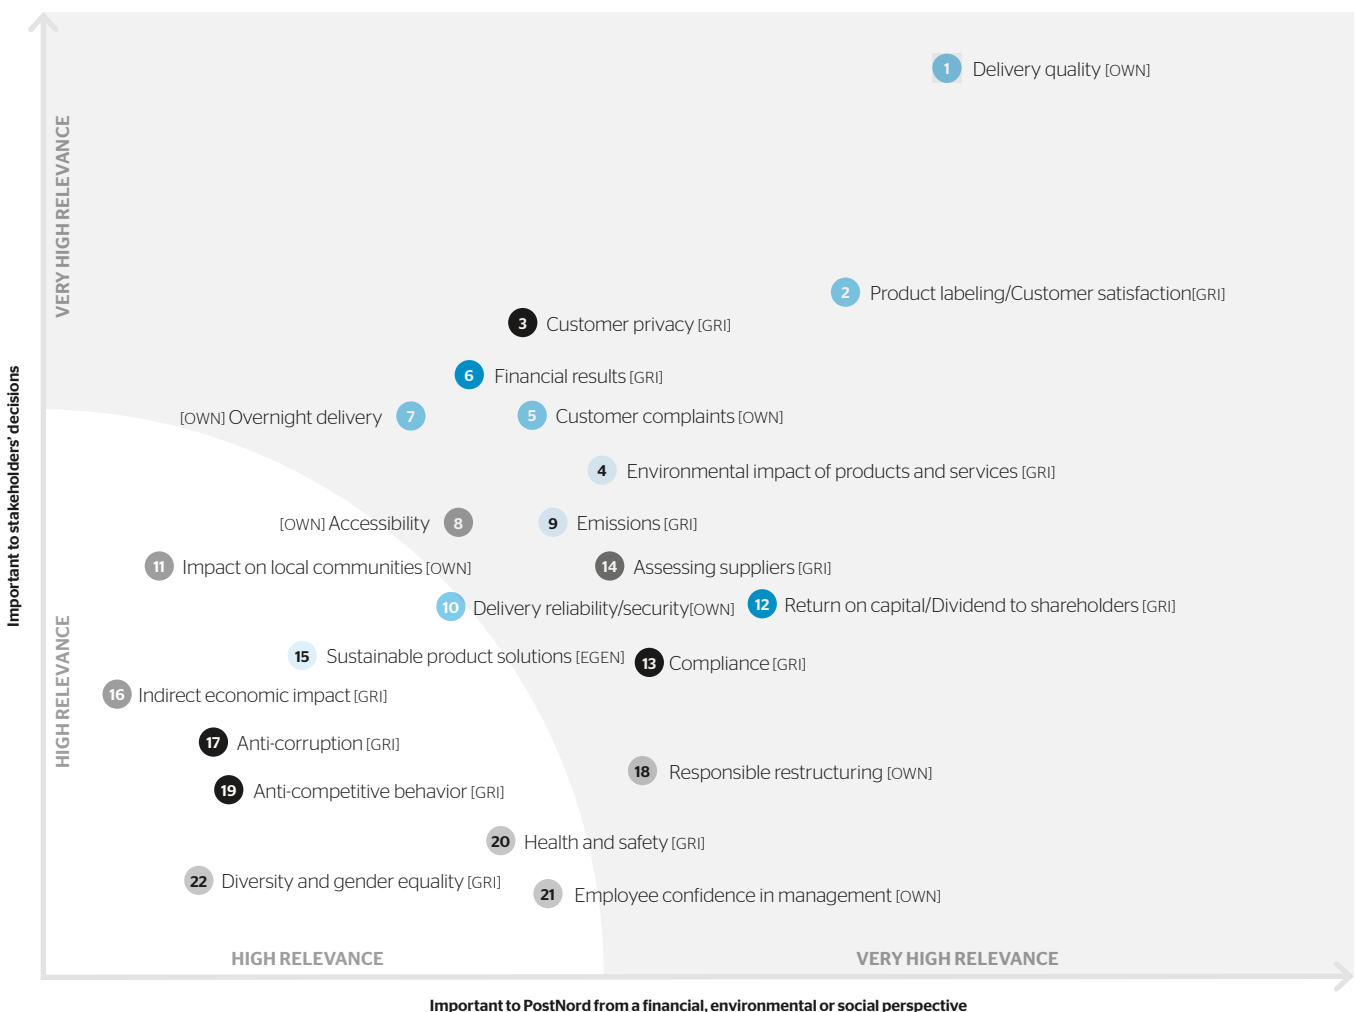 1 Delivery quality [OWN]
VERY HIGH RELEVANCE
2 Product labeling/Customer satisfaction[GRI]
3 Customer privacy [GRI]
6 Financial results [GRI]
[OWN] Overnight delivery 7
5 Customer complaints [OWN]
4 Environmental impact of products and services [GRI]
Important to stakeholders' decisions
[OWN] Accessibility 8
9 Emissions [GRI]
11 Impact on local communities [OWN]
14 Assessing suppliers [GRI]
10 Delivery reliability/security[OWN]
12 Return on capital/Dividend to shareholders [GRI]
HIGH RELEVANCE
15 Sustainable product solutions [EGEN]
13 Compliance [GRI]
16 Indirect economic impact [GRI]
17 Anti-corruption [GRI]
18 Responsible restructuring [OWN]
19 Anti-competitive behavior [GRI]
20 Health and safety [GRI]
22 Diversity and gender equality [GRI]
21 Employee confidence in management [OWN]
HIGH RELEVANCE
VERY HIGH RELEVANCE
Important to PostNord from a financial, environmental or social perspective